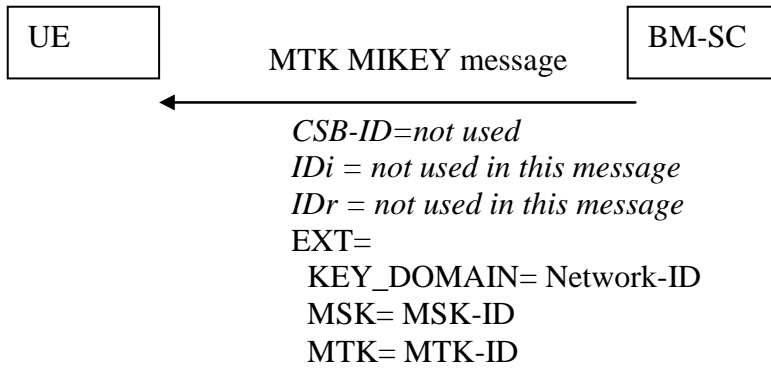 UE
BM-SC
MTK MIKEY message
CSB-ID=not used
IDi = not used in this message
IDr = not used in this message
EXT=
KEY_DOMAIN= Network-ID
MSK= MSK-ID
MTK= MTK-ID